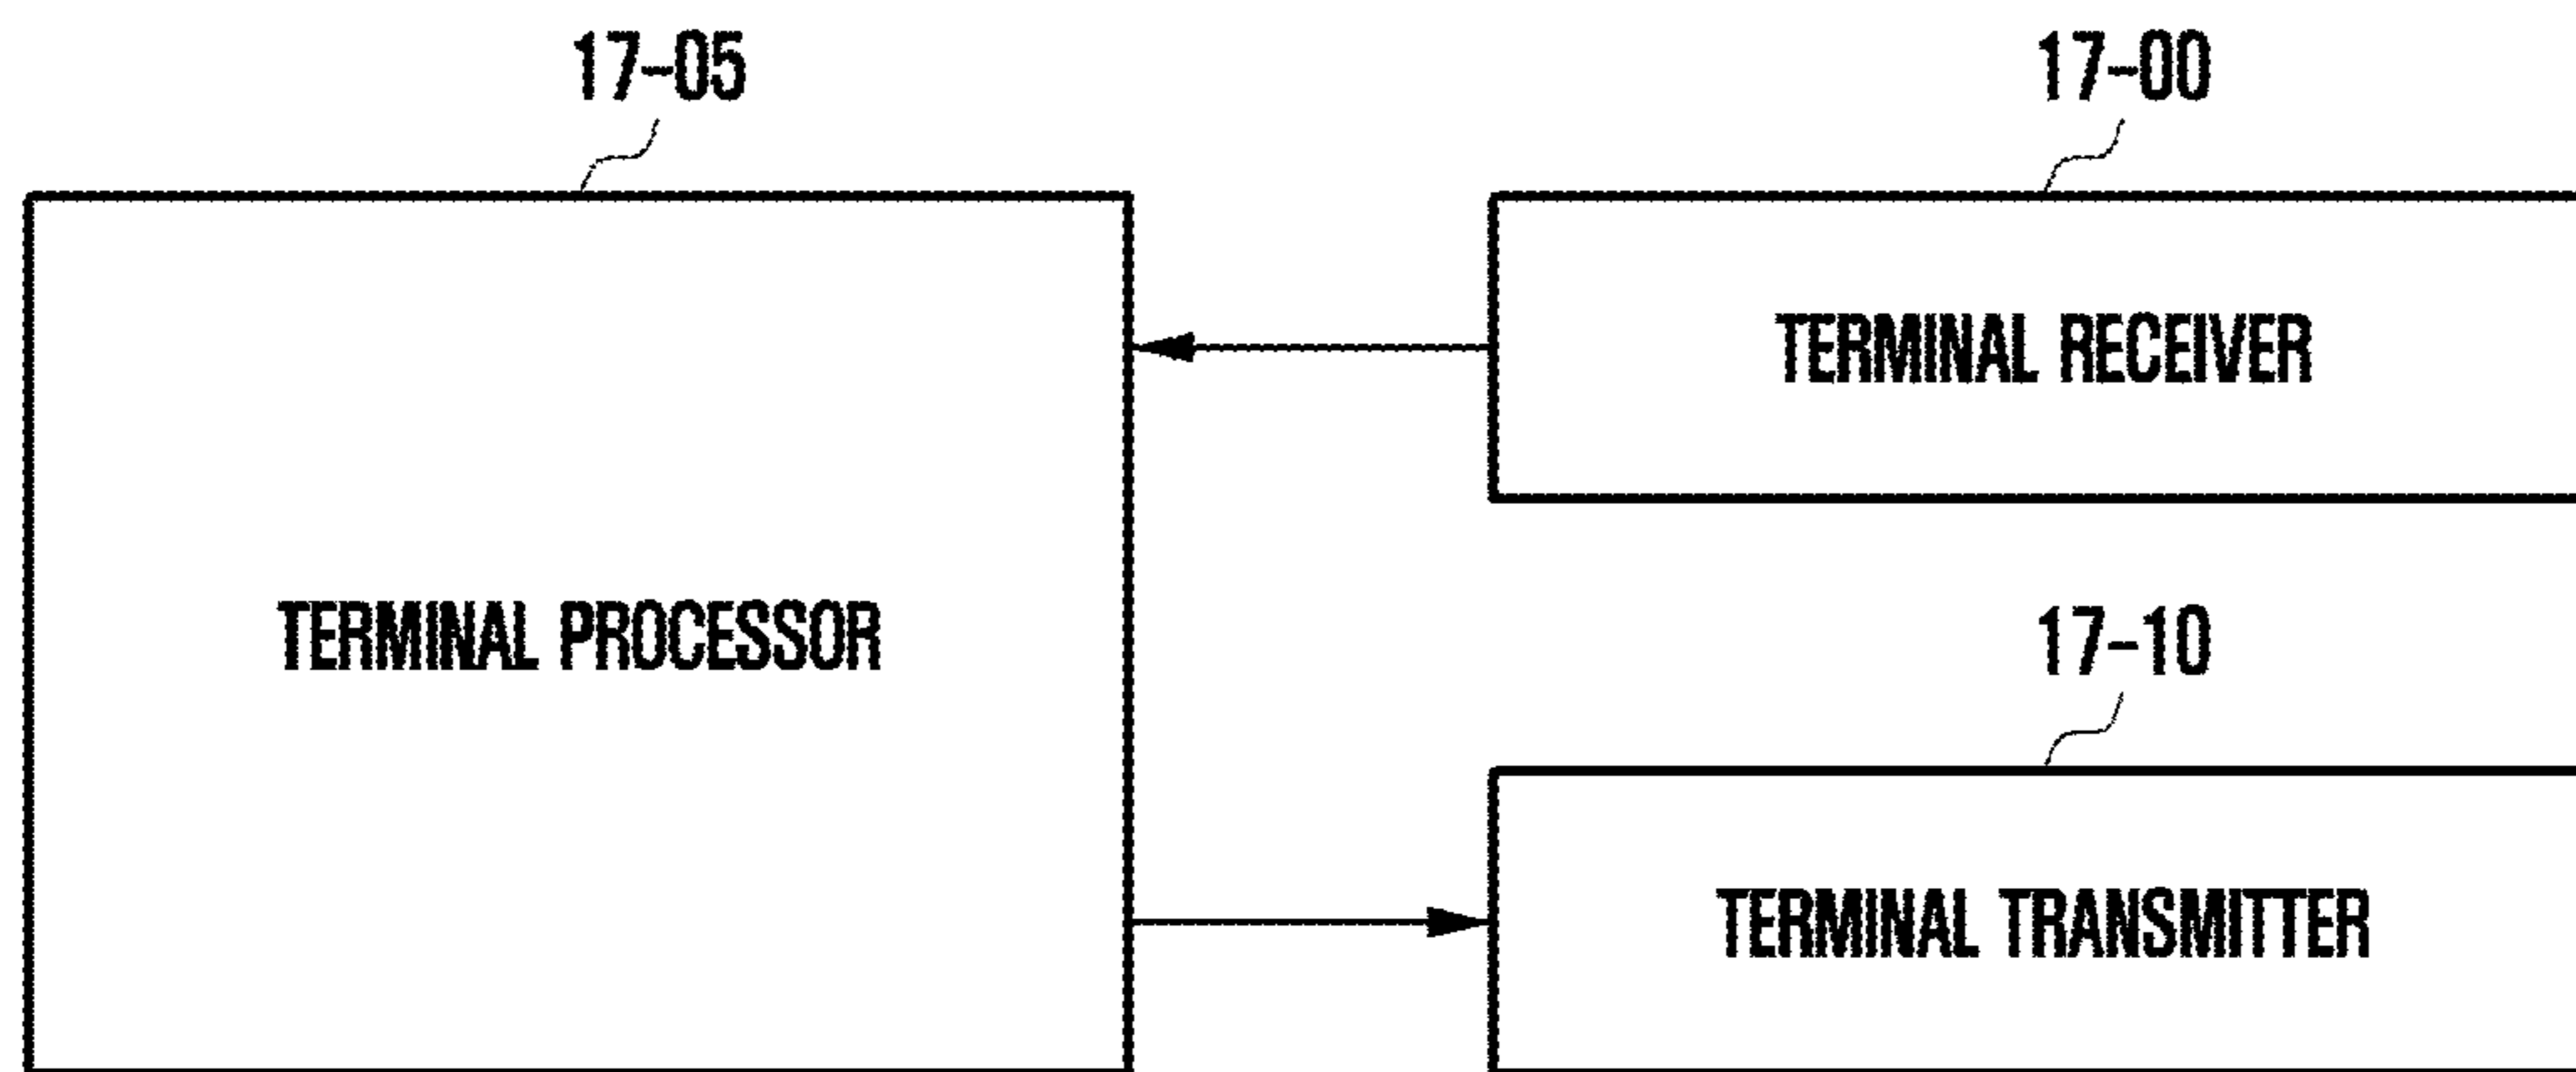 17-05
17-00
TERMINAL RECEIVER
TERMINAL PROCESSOR
17-10
TERMINAL TRANSMITTER